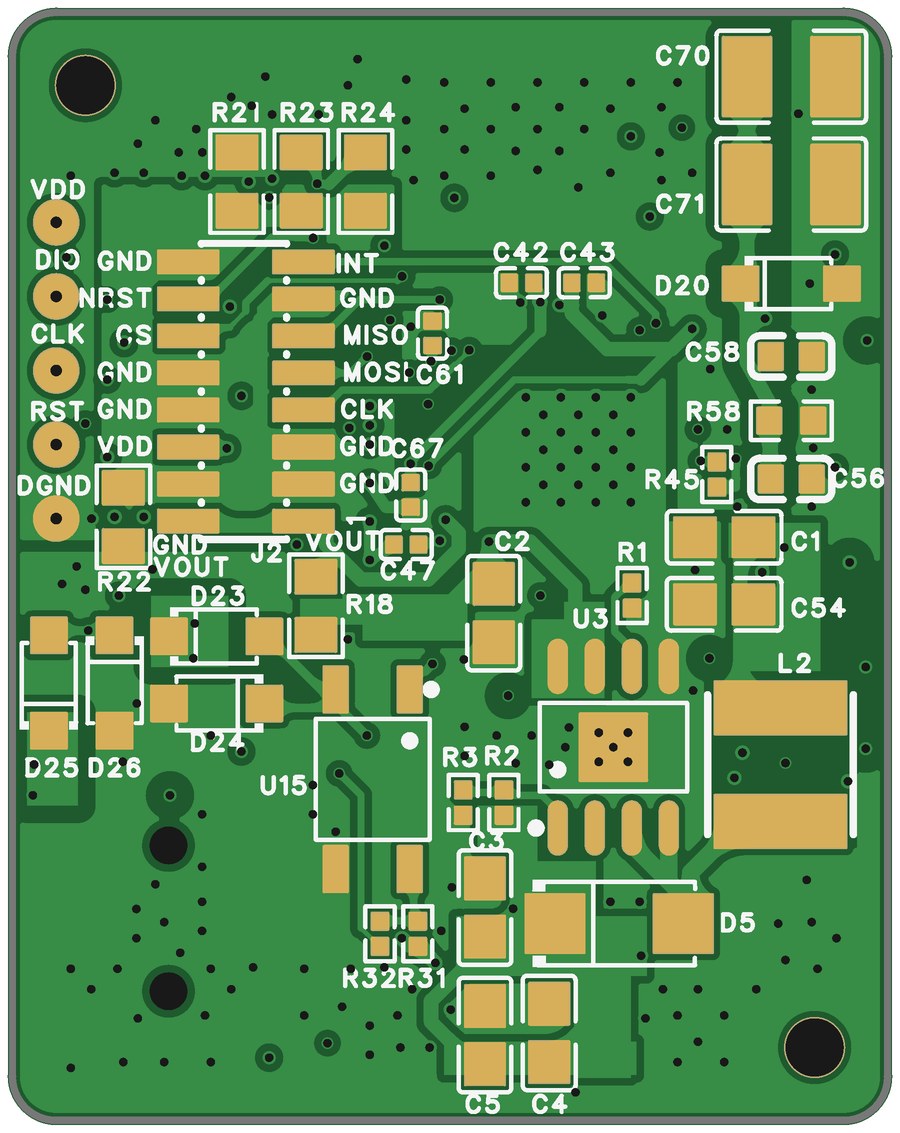 C70
R21 R23 R24
VDD
C71
DIO GND INT C42 C43
NRST GND D20
CLK CS MISO
C58
GND MOSI C61
RST GND CLK R58
VDD GND C67
DGND GND R45 C56
GND J2 VOUT C2 C1
VOUT C47 R1
R22
D23 R18 U3 C54
L2
D24
D25 D26 U15 R3 R2
C3
D5
R32 R31
C5 C4